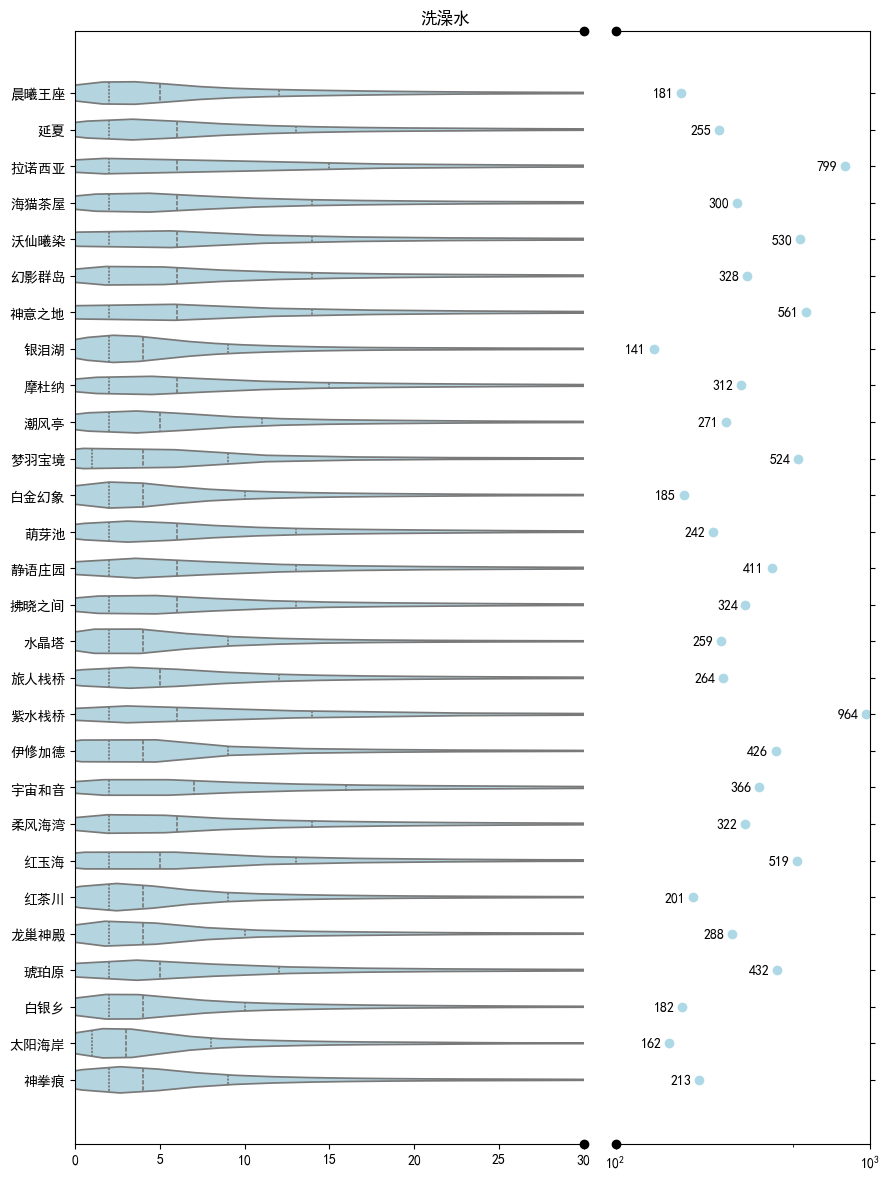 洗澡水
晨曦王座 181
延夏 255
拉诺西亚 799
海猫茶屋 300
沃仙曦染 530
幻影群岛 328
神意之地 561
银泪湖 141
摩杜纳 312
潮风亭 271
梦羽宝境 524
白金幻象 185
萌芽池 242
静语庄园 411
拂晓之间 324
水晶塔 259
旅人栈桥 264
紫水栈桥 964
伊修加德 426
宇宙和音 366
柔风海湾 322
红玉海 519
红茶川 201
龙巢神殿 288
琥珀原 432
白银乡 182
太阳海岸 162
神拳痕 213
0 5 10 15 20 25 30 10² 10³